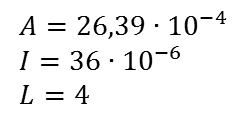 A = 26,39 · 10⁻⁴
I = 36 · 10⁻⁶
L = 4